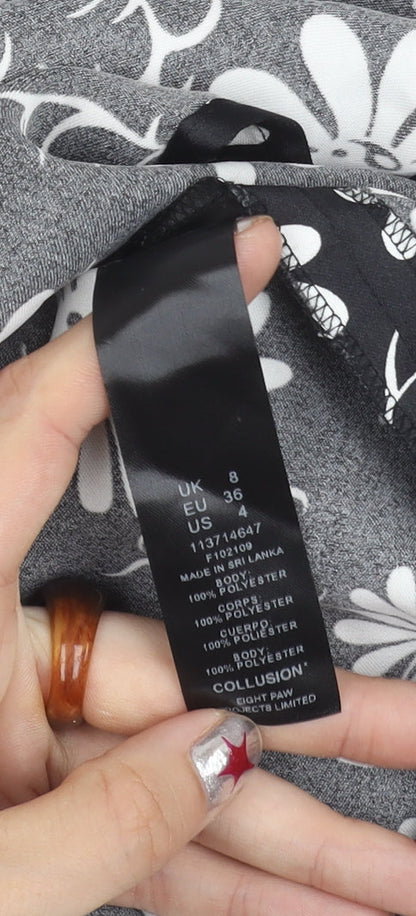 UK 8
EU 36
US 4
113714647
F102109
MADE IN SRI LANKA
BODY:
100% POLYESTER
CORPS:
100% POLYESTER
CUERPO:
100% POLIESTER
BODY:
100% POLYESTER
COLLUSION
EIGHT PAW
OJECTS LIMITED